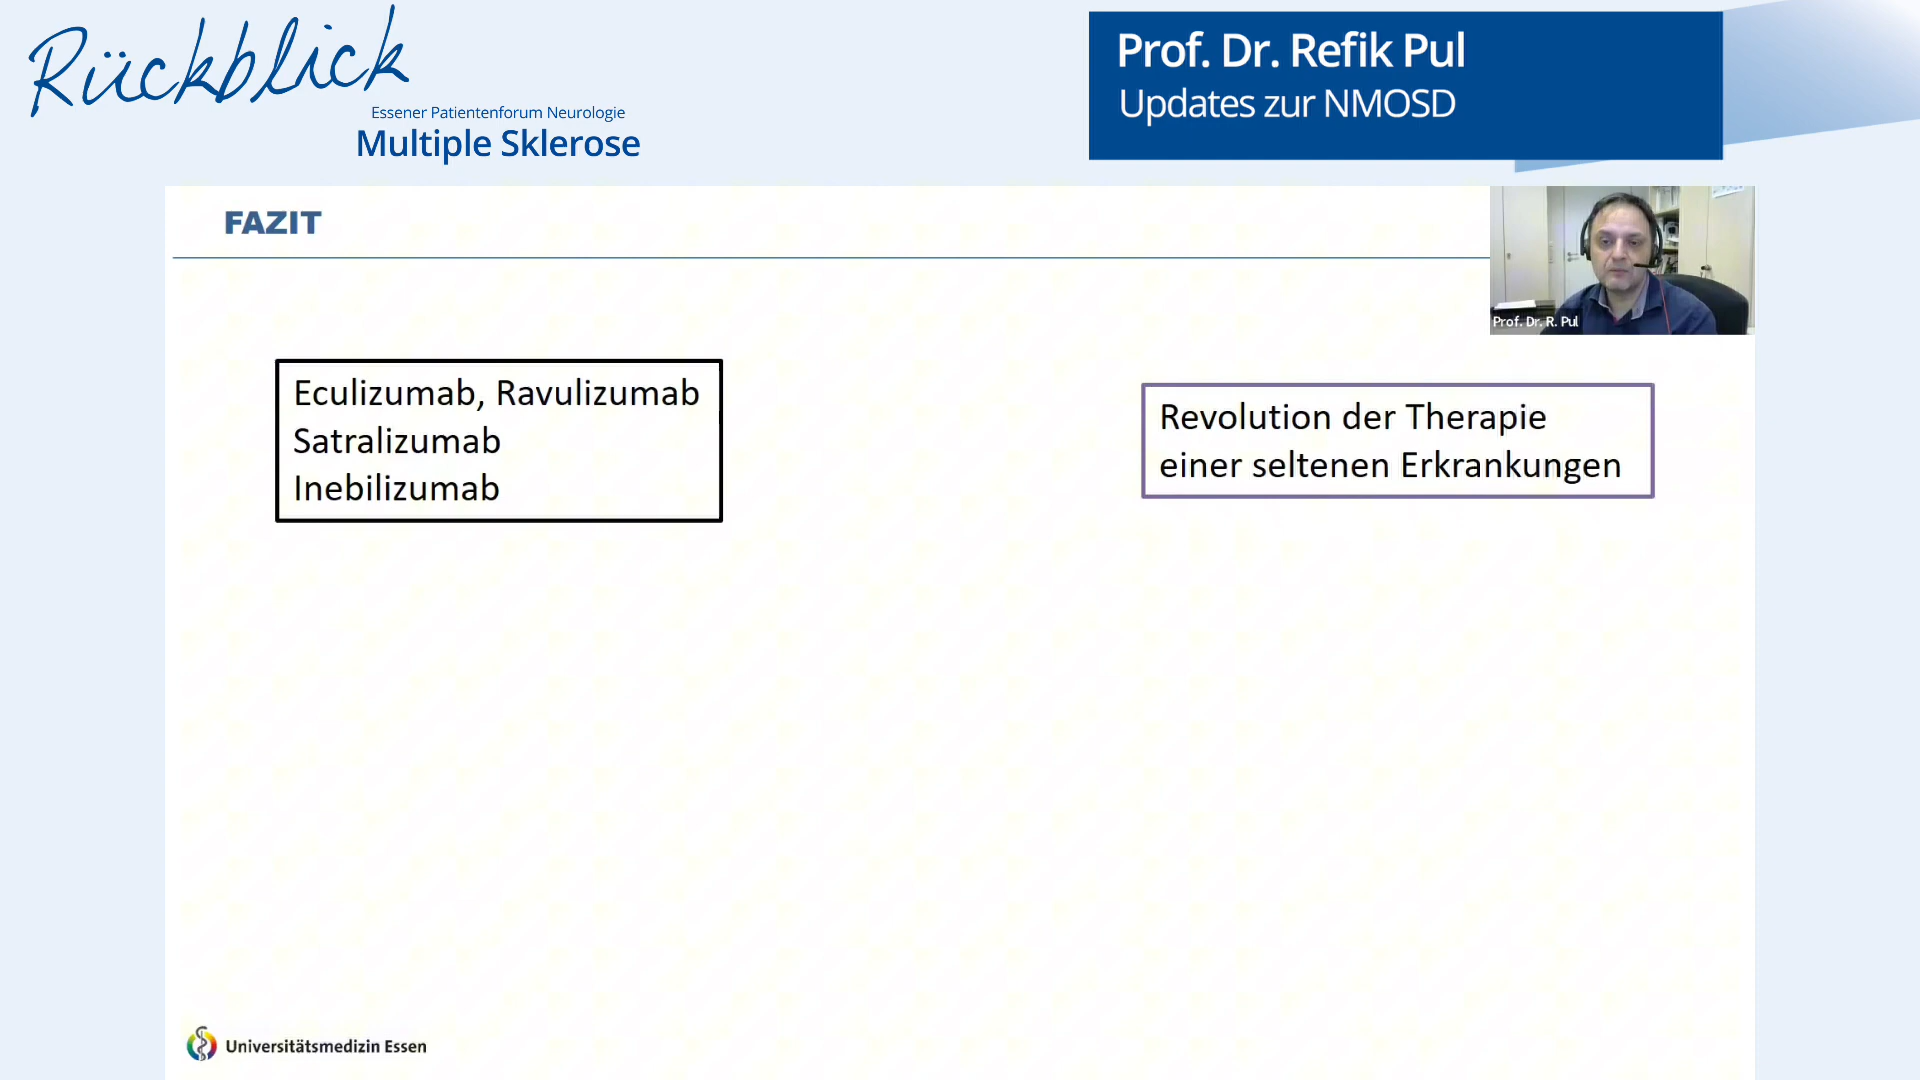 Rückblick
Essener Patientenforum Neurologie
Multiple Sklerose
Prof. Dr. Refik Pul
Updates zur NMOSD
FAZIT
Prof. Dr. R. Pul
Eculizumab, Ravulizumab
Satralizumab
Inebilizumab
Revolution der Therapie
einer seltenen Erkrankungen
Universitätsmedizin Essen